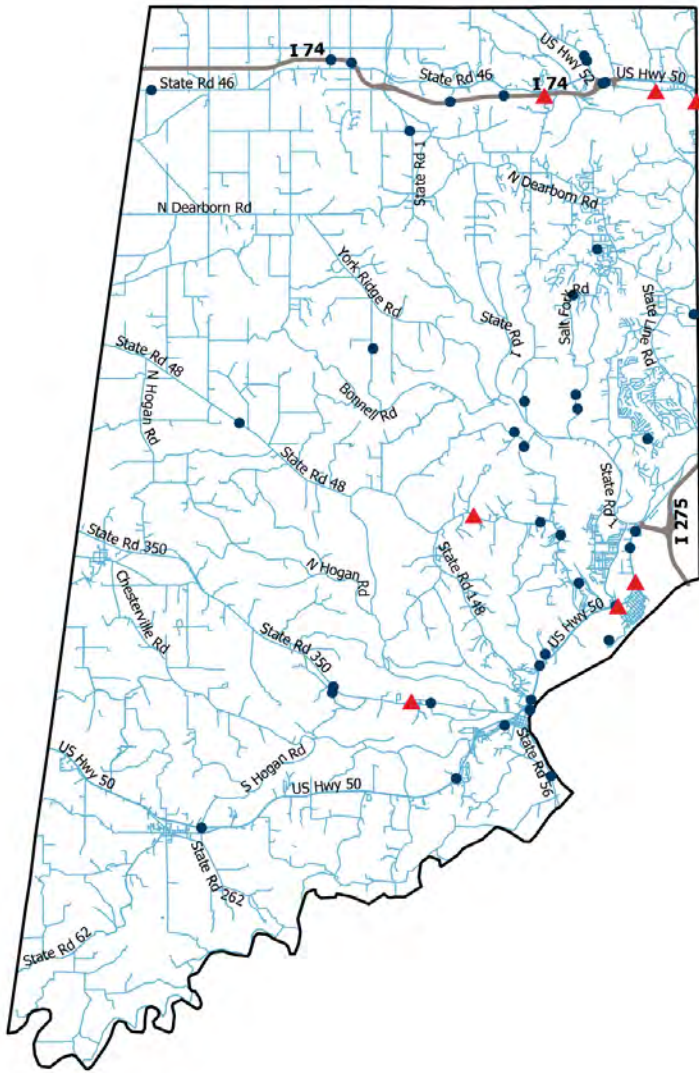 I 74
US Hwy 52
State Rd 46
State Rd 46
I 74
US Hwy 50
State Rd 1
N Dearborn Rd
N Dearborn Rd
York Ridge Rd
State Rd 1
Salt Fork Rd
State Line Rd
State Rd 48
N Hogan Rd
Bonnell Rd
State Rd 48
State Rd 1
I 275
State Rd 350
N Hogan Rd
State Rd 148
Chesterville Rd
State Rd 350
US Hwy 50
S Hogan Rd
State Rd 56
US Hwy 50
US Hwy 50
State Rd 262
State Rd 62